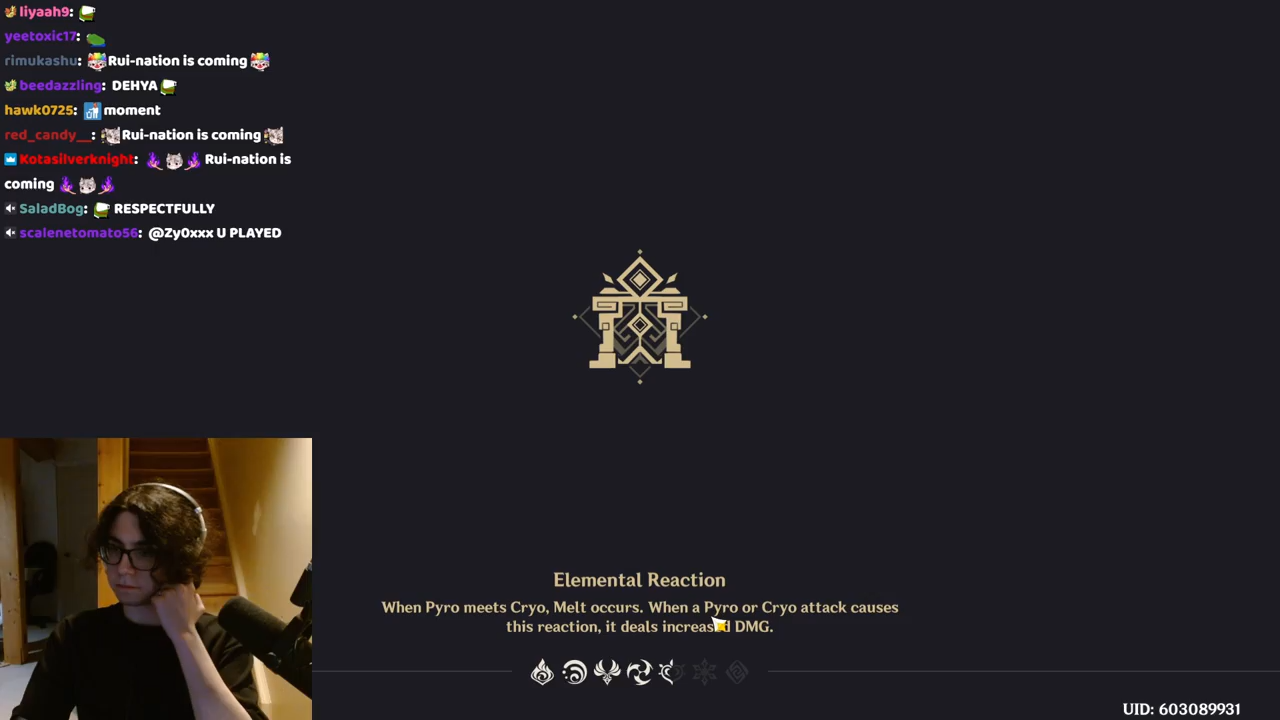 liyaah9:
yeetoxic17:
rimukashu: Rui-nation is coming
beedazzling: DEHYA
hawk0725: moment
red_candy__: Rui-nation is coming
Kotasilverknight: Rui-nation is
coming
SaladBog: RESPECTFULLY
scalenetomato56: @Zy0xxx U PLAYED
Elemental Reaction
When Pyro meets Cryo, Melt occurs. When a Pyro or Cryo attack causes
this reaction, it deals increased DMG.
UID: 603089931